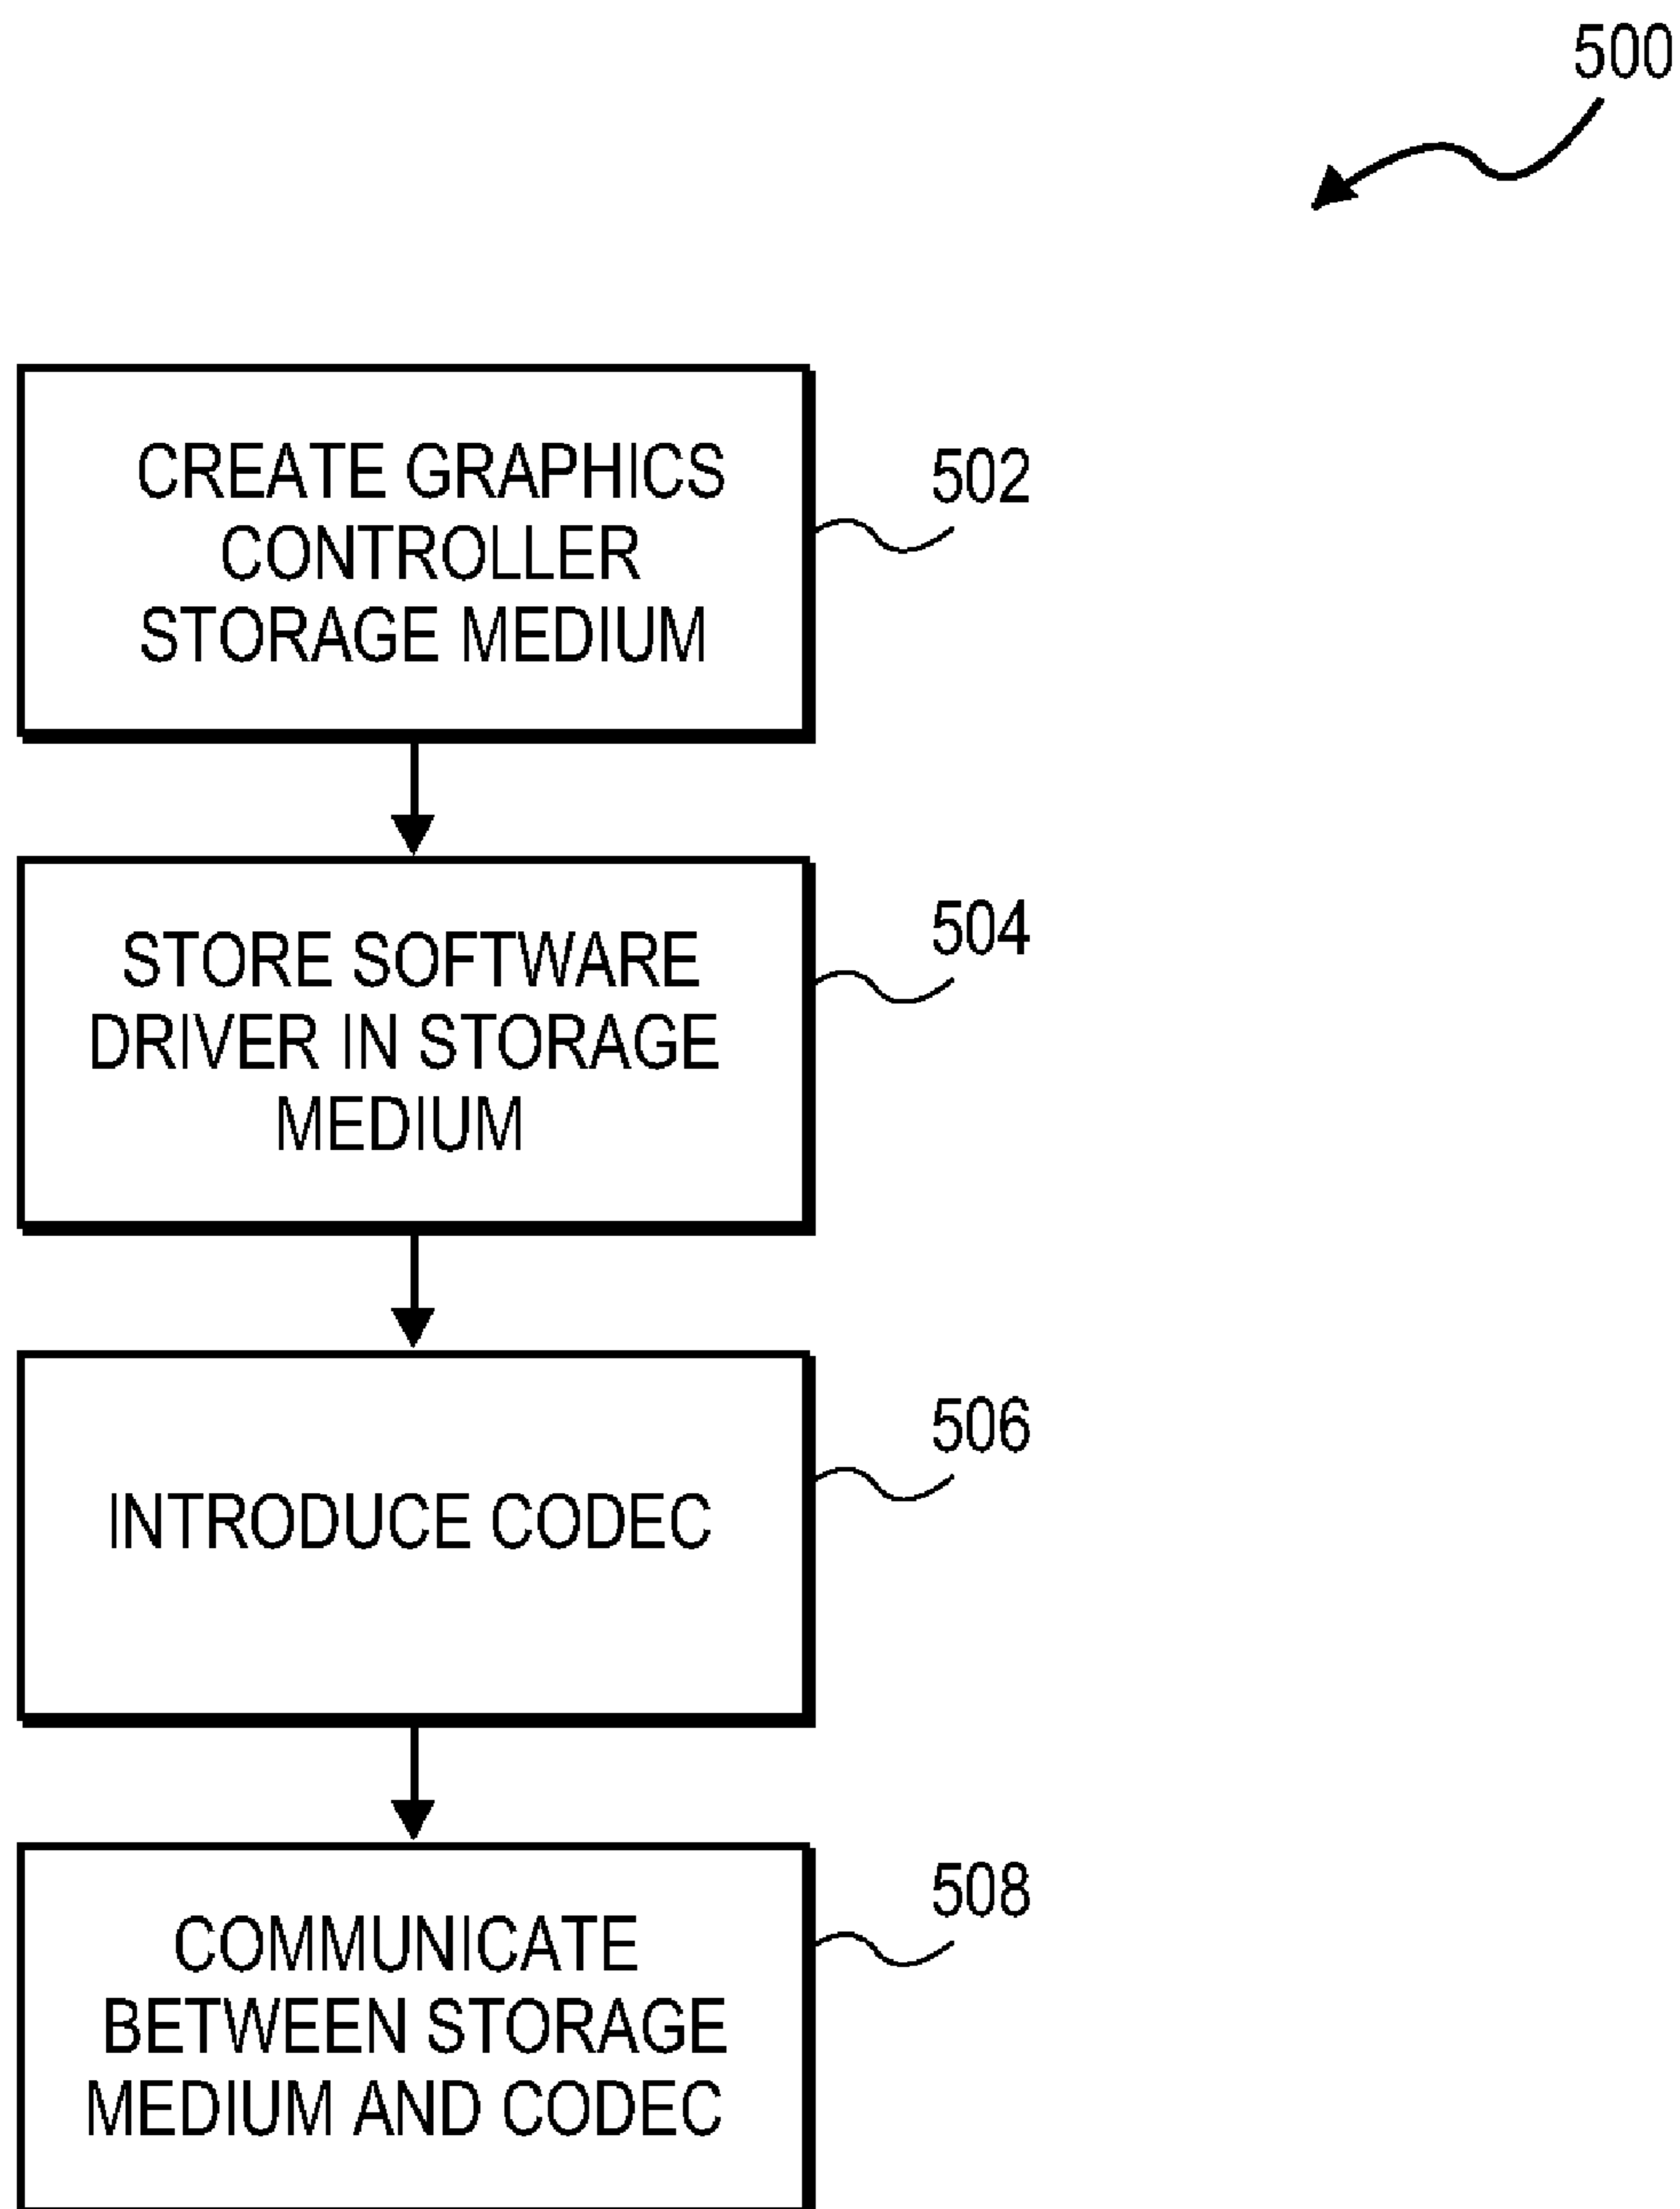 500
CREATE GRAPHICS
CONTROLLER
STORAGE MEDIUM
502
STORE SOFTWARE
DRIVER IN STORAGE
MEDIUM
504
INTRODUCE CODEC
506
COMMUNICATE
BETWEEN STORAGE
MEDIUM AND CODEC
508